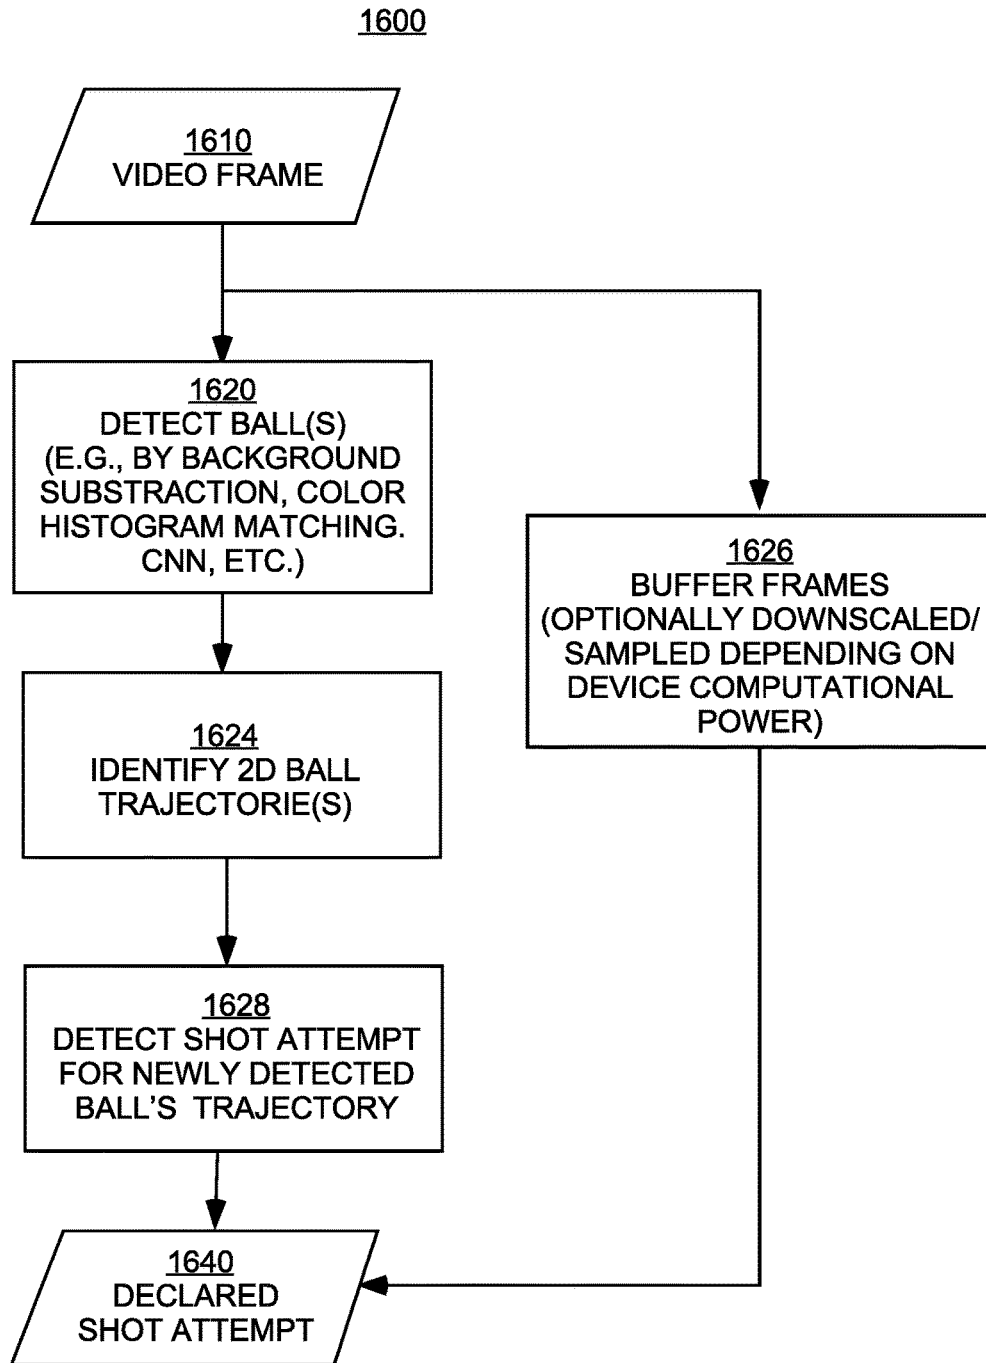 1600
1610
VIDEO FRAME
1620
DETECT BALL(S)
(E.G., BY BACKGROUND
SUBSTRACTION, COLOR
HISTOGRAM MATCHING.
CNN, ETC.)
1626
BUFFER FRAMES
(OPTIONALLY DOWNSCALED/
SAMPLED DEPENDING ON
DEVICE COMPUTATIONAL
POWER)
1624
IDENTIFY 2D BALL
TRAJECTORIE(S)
1628
DETECT SHOT ATTEMPT
FOR NEWLY DETECTED
BALL'S TRAJECTORY
1640
DECLARED
SHOT ATTEMPT